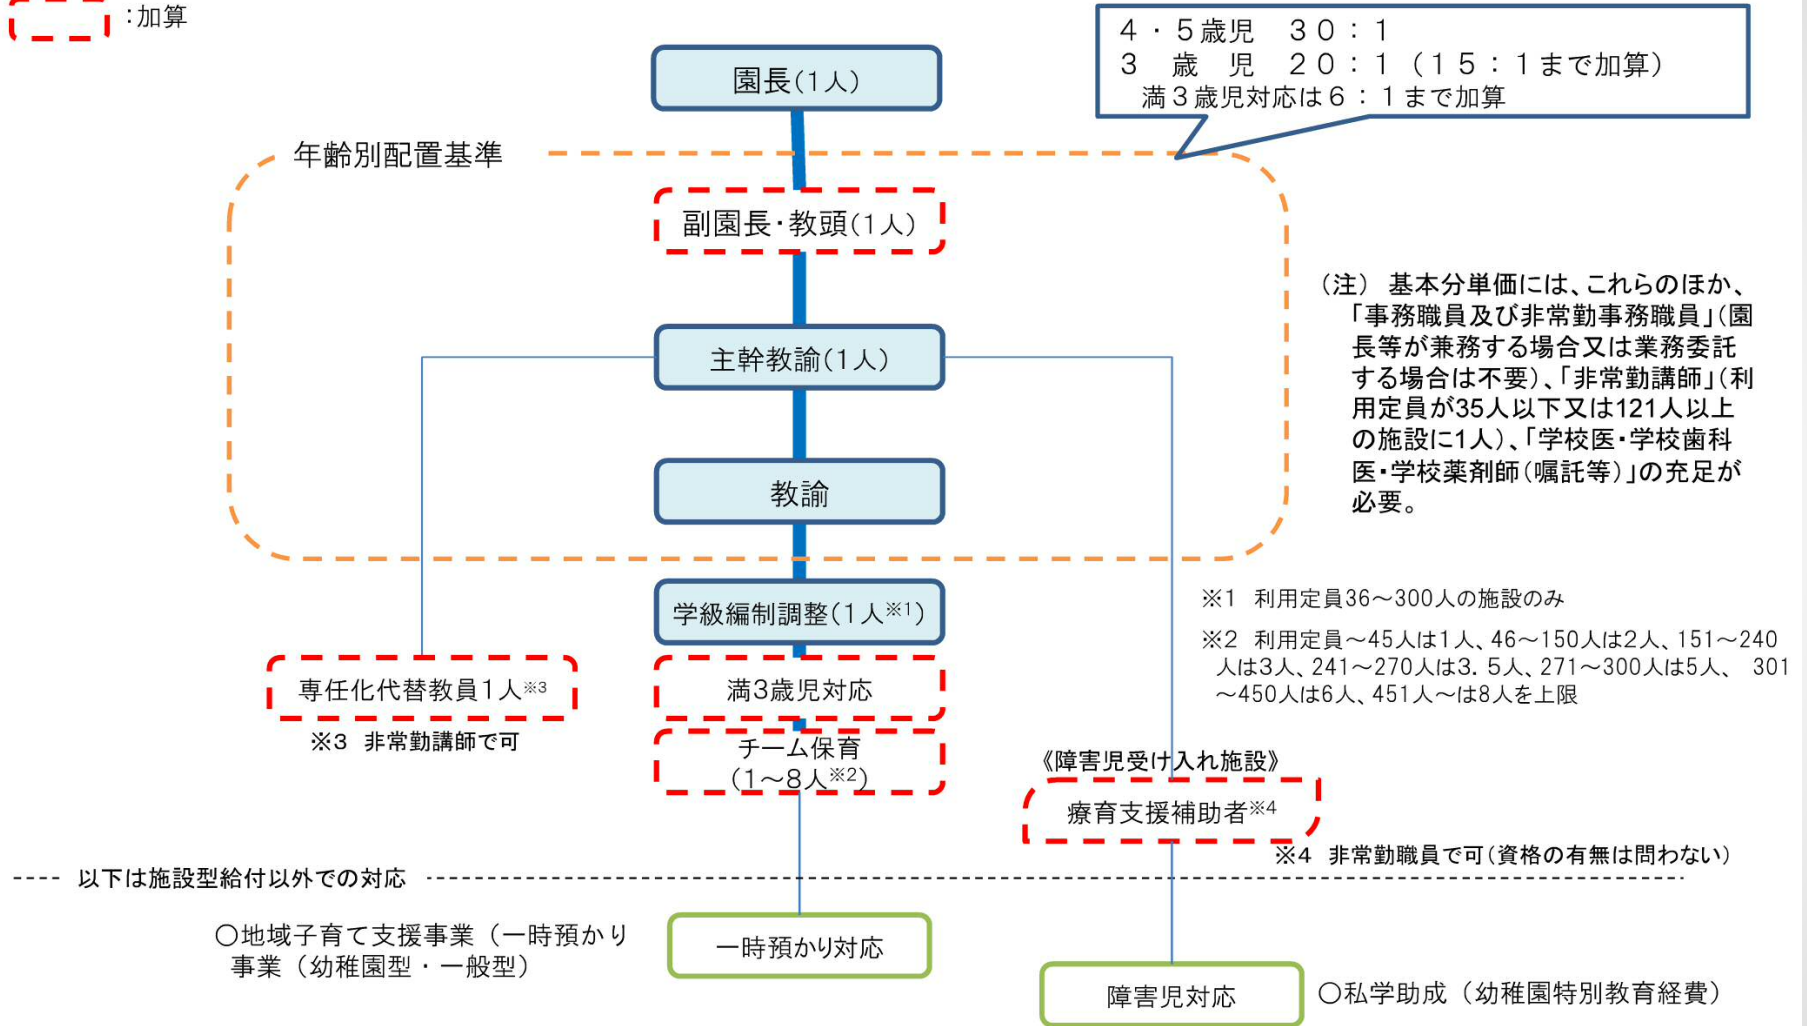 ：加算
４・５歳児　３０：１
３　歳　児　２０：１（１５：１まで加算）
満３歳児対応は６：１まで加算
園長（１人）
年齢別配置基準
副園長・教頭（１人）
主幹教諭（１人）
教諭
学級編制調整（１人※1）
専任化代替教員１人※3
※３　非常勤講師で可
満３歳児対応
チーム保育
（１～８人※2）
（注）　基本分単価には、これらのほか、
「事務職員及び非常勤事務職員」（園
長等が兼務する場合又は業務委託
する場合は不要）、「非常勤講師」（利
用定員が35人以下又は121人以上
の施設に１人）、「学校医・学校歯科
医・学校薬剤師（嘱託等）」の充足が
必要。
※１　利用定員36～300人の施設のみ
※２　利用定員～45人は１人、46～150人は２人、151～240
人は３人、241～270人は３．５人、271～300人は５人、　301
～450人は６人、451人～は８人を上限
《障害児受け入れ施設》
療育支援補助者※4
※４　非常勤職員で可（資格の有無は問わない）
以下は施設型給付以外での対応
○地域子育て支援事業（一時預かり
事業（幼稚園型・一般型）
一時預かり対応
障害児対応
○私学助成（幼稚園特別教育経費）